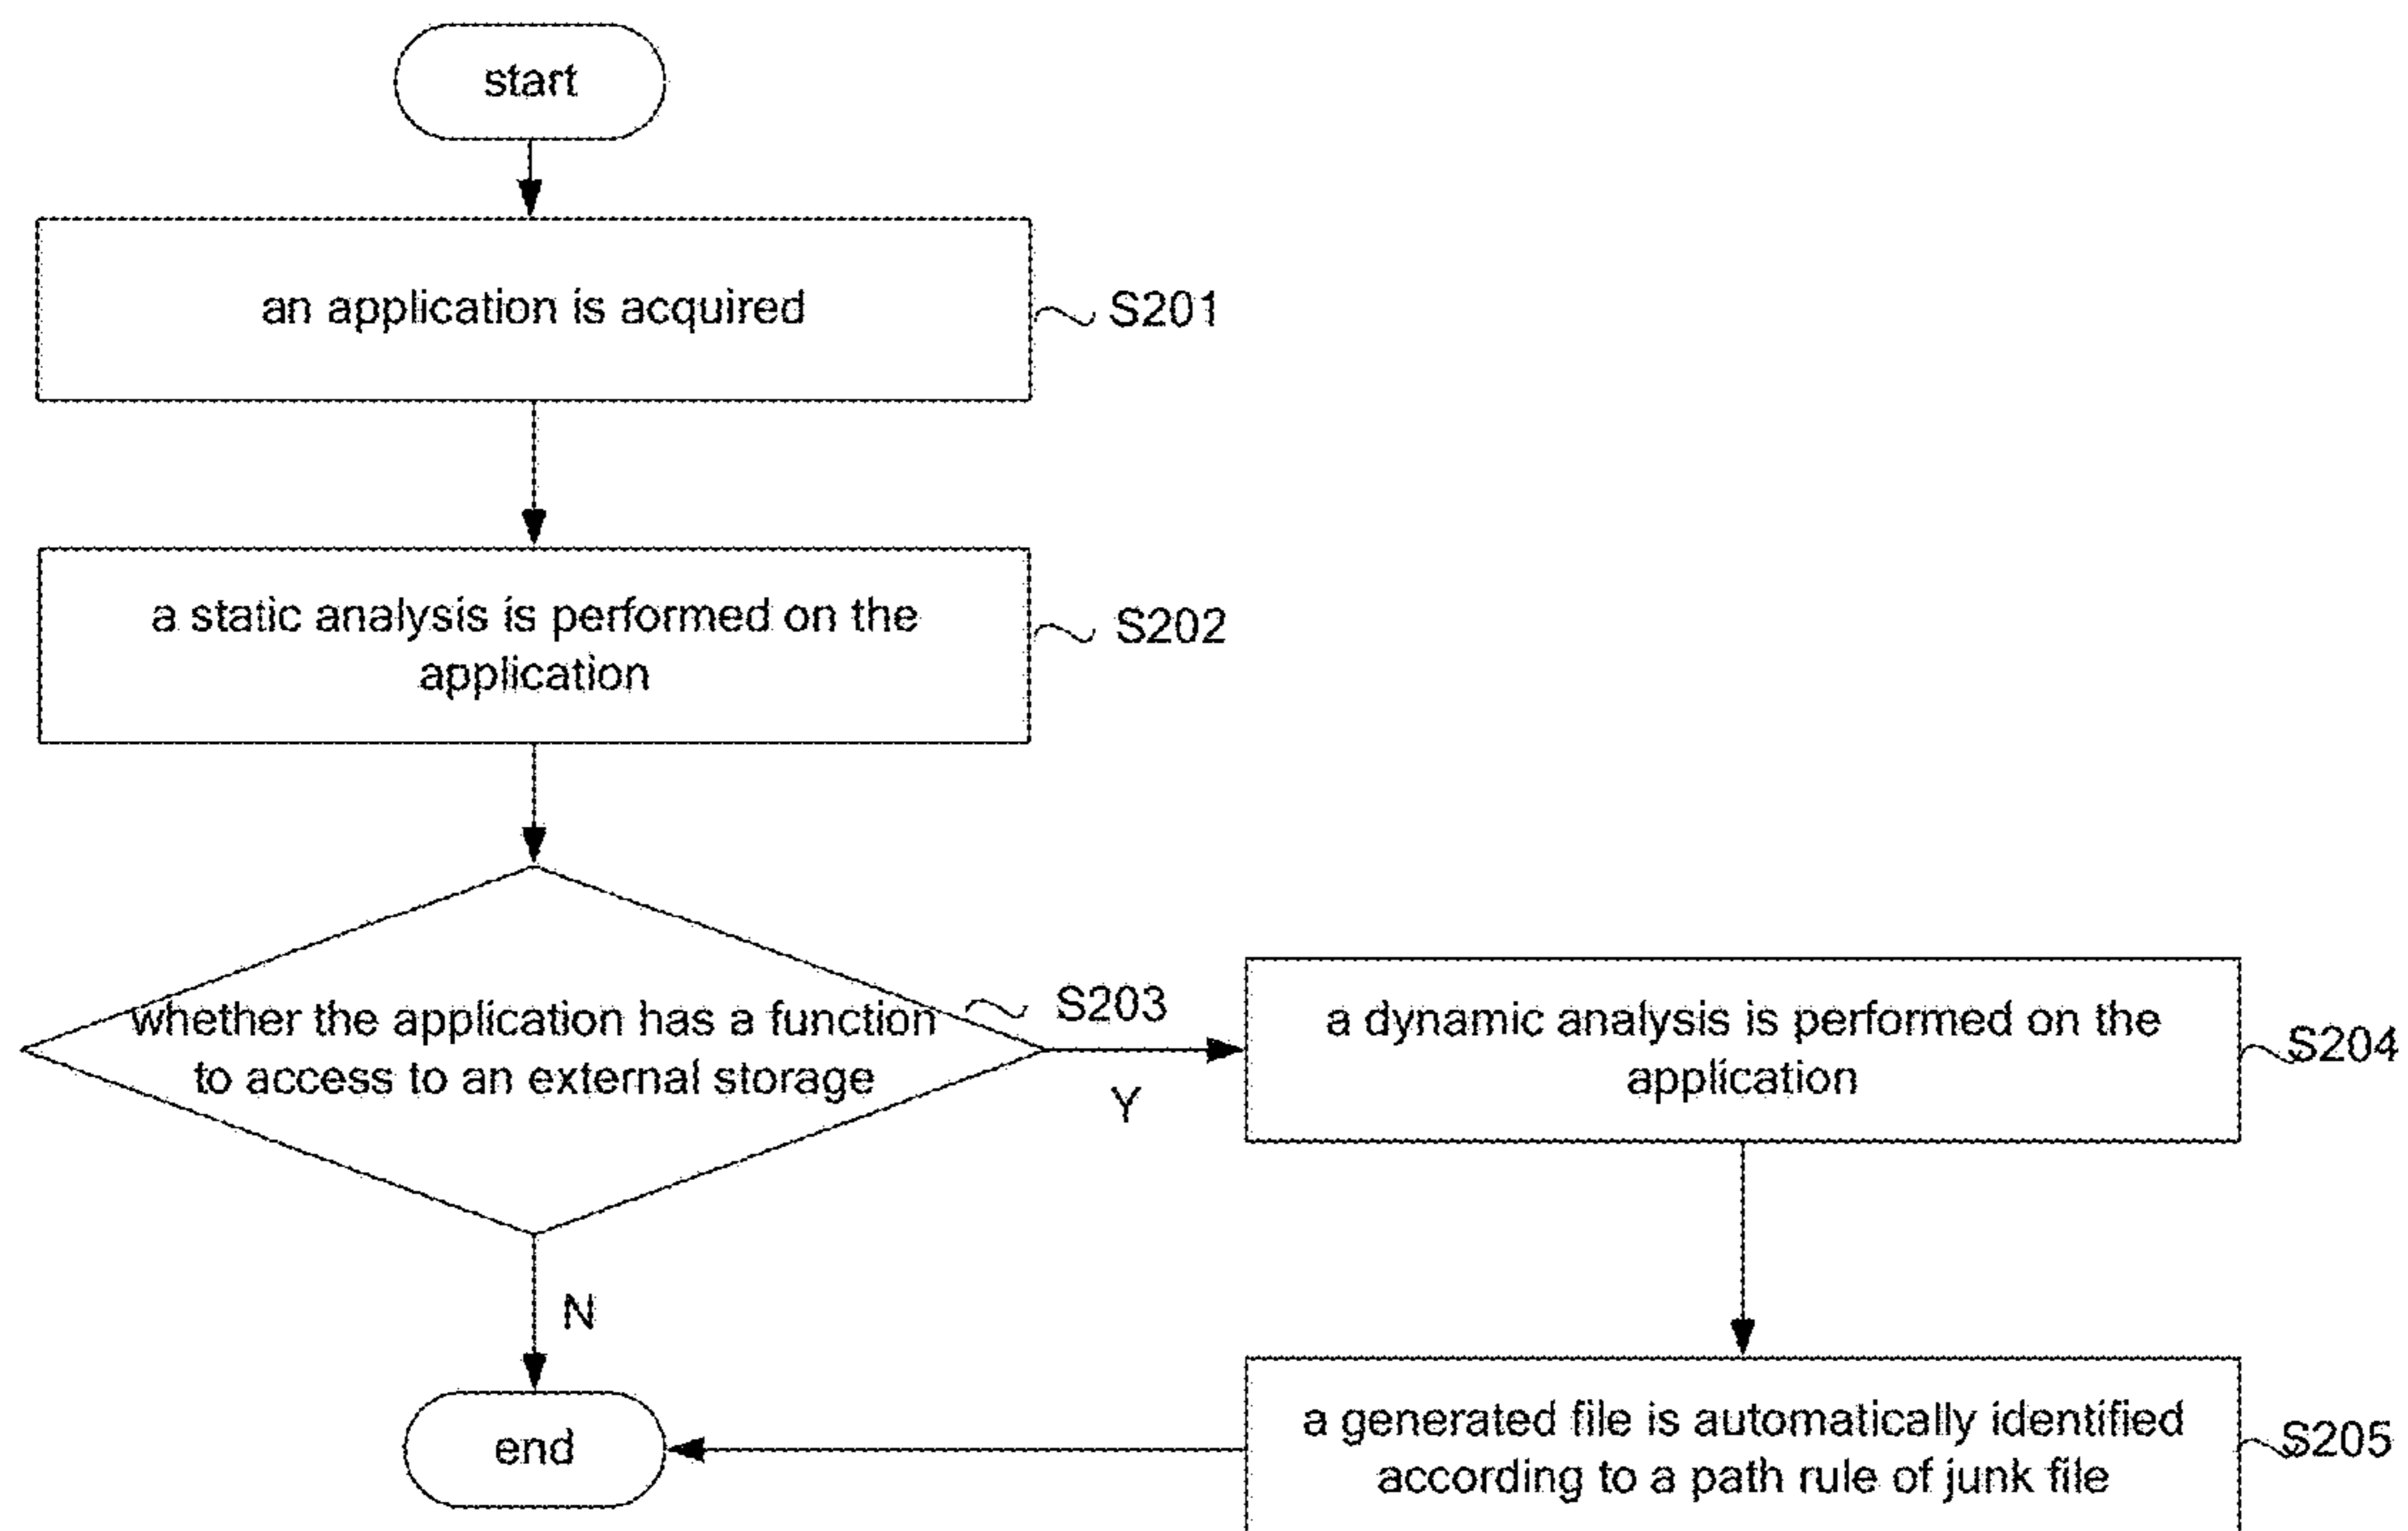 start
an application is acquired
S201
a static analysis is performed on the
application
S202
whether the application has a function
to access to an external storage
S203
Y
N
a dynamic analysis is performed on the
application
S204
a generated file is automatically identified
according to a path rule of junk file
S205
end